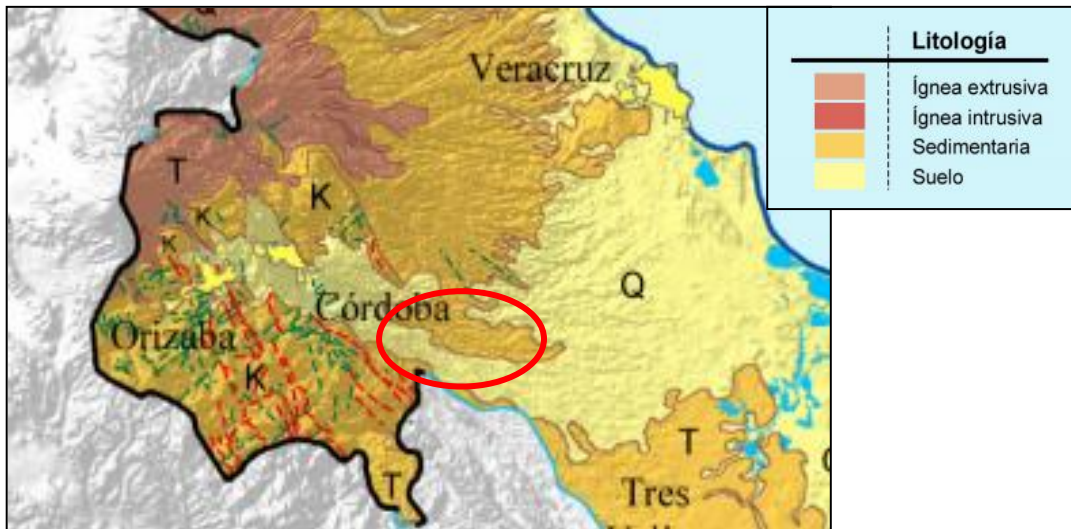 Litología
Ígnea extrusiva
Ígnea intrusiva
Sedimentaria
Suelo
Veracruz
T
K
K
K
Q
Córdoba
Orizaba
K
T
T
Tres